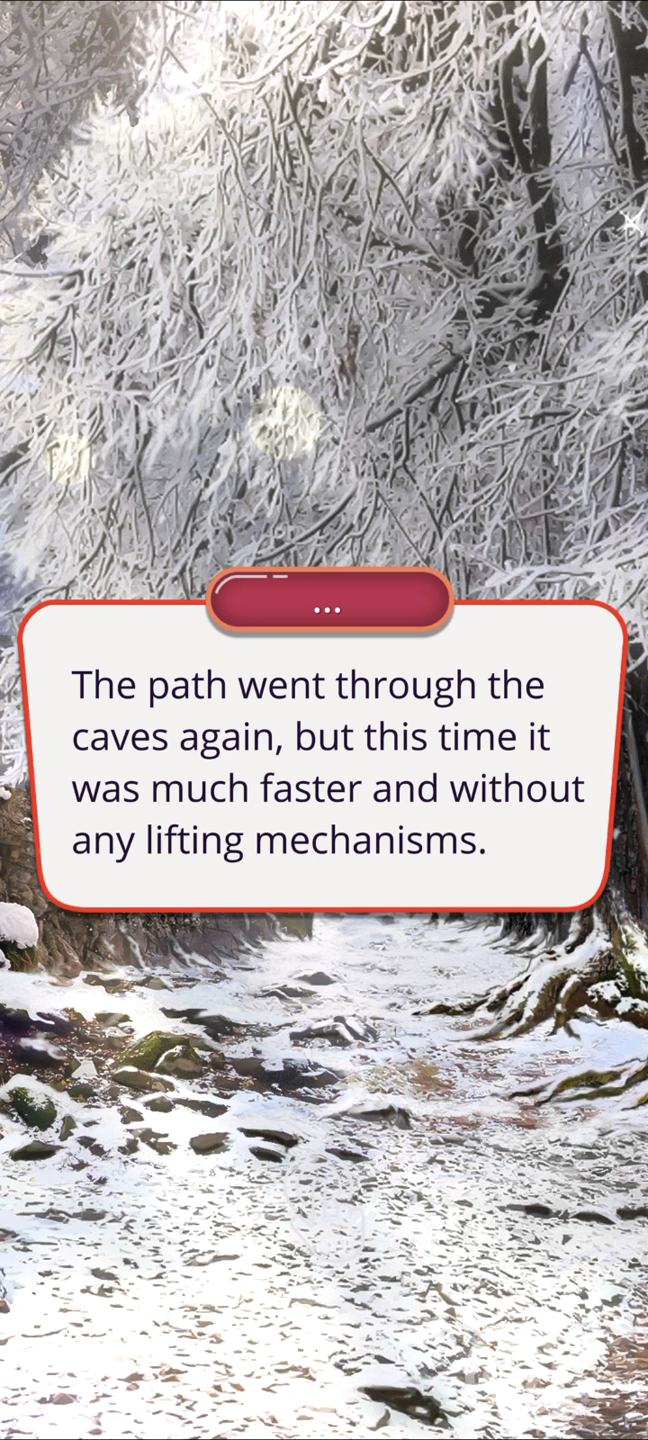 ...
The path went through the
caves again, but this time it
was much faster and without
any lifting mechanisms.